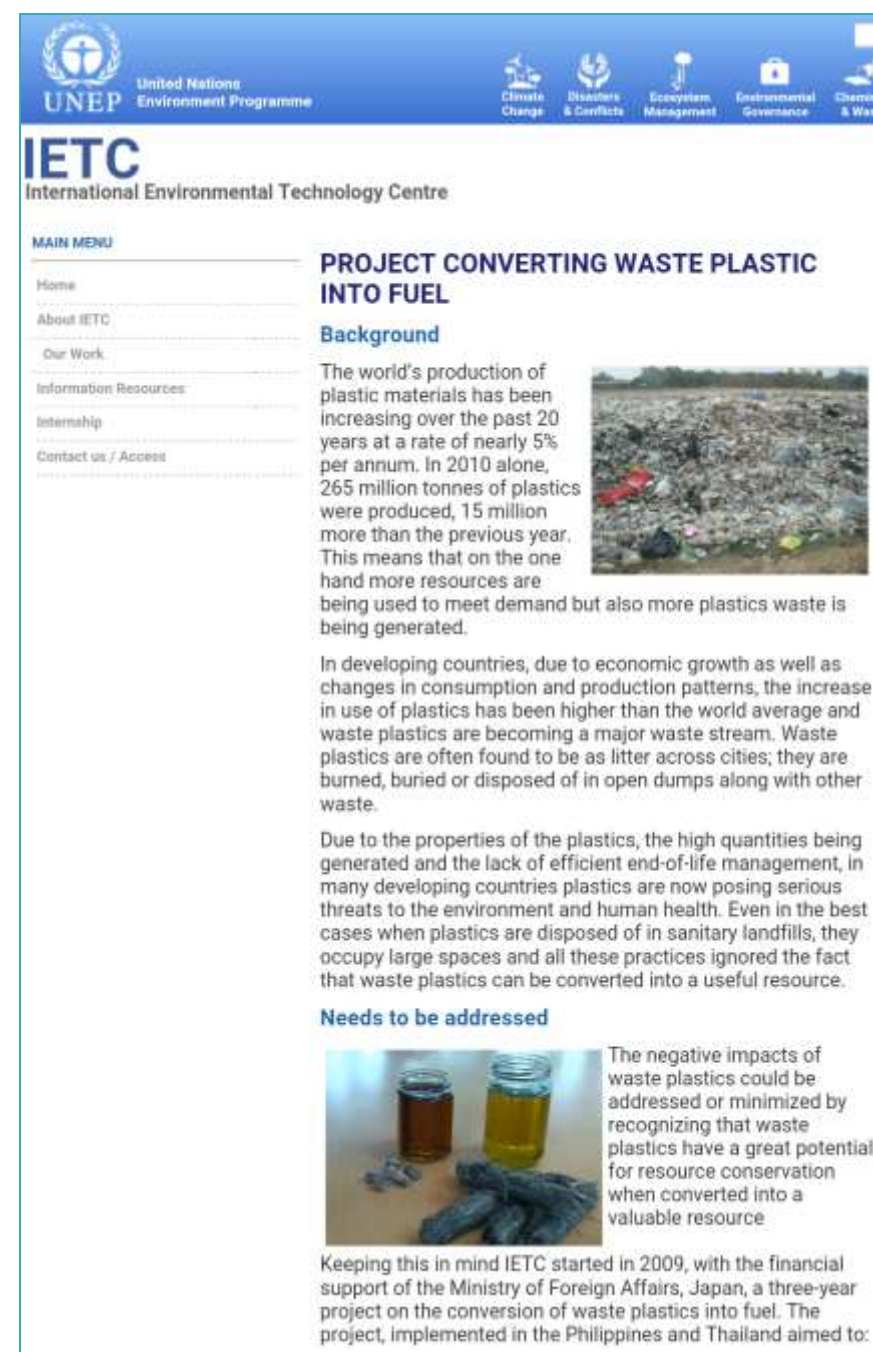 UNEP
United Nations
Environment Programme
Climate
Change
Disasters
& Conflicts
Ecosystem
Management
Environmental
Governance
IETC
International Environmental Technology Centre
MAIN MENU
Home
About IETC
Our Work
Information Resources
Internship
Contact us / Access
PROJECT CONVERTING WASTE PLASTIC
INTO FUEL
Background
The world's production of
plastic materials has been
increasing over the past 20
years at a rate of nearly 5%
per annum. In 2010 alone,
265 million tonnes of plastics
were produced, 15 million
more than the previous year.
This means that on the one
hand more resources are
being used to meet demand but also more plastics waste is
being generated.
In developing countries, due to economic growth as well as
changes in consumption and production patterns, the increase
in use of plastics has been higher than the world average and
waste plastics are becoming a major waste stream. Waste
plastics are often found to be as litter across cities; they are
burned, buried or disposed of in open dumps along with other
waste.
Due to the properties of the plastics, the high quantities being
generated and the lack of efficient end-of-life management, in
many developing countries plastics are now posing serious
threats to the environment and human health. Even in the best
cases when plastics are disposed of in sanitary landfills, they
occupy large spaces and all these practices ignored the fact
that waste plastics can be converted into a useful resource.
Needs to be addressed
The negative impacts of
waste plastics could be
addressed or minimized by
recognizing that waste
plastics have a great potential
for resource conservation
when converted into a
valuable resource
Keeping this in mind IETC started in 2009, with the financial
support of the Ministry of Foreign Affairs, Japan, a three-year
project on the conversion of waste plastics into fuel. The
project, implemented in the Philippines and Thailand aimed to: